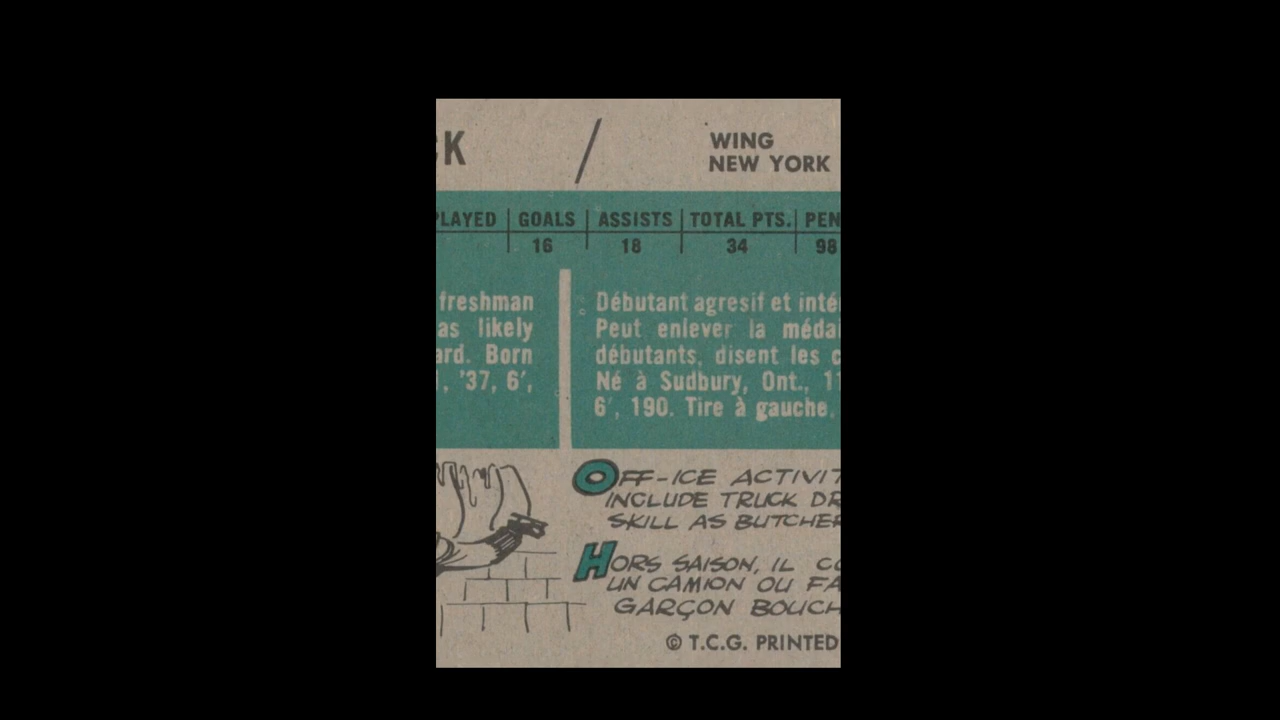 CK / WING
NEW YORK
PLAYED GOALS ASSISTS TOTAL PTS. PEN
16 18 34 98
freshman
as likely
ard. Born
1, '37, 6',
Débutant agresif et inté
Peut enlever la médai
débutants, disent les c
Né à Sudbury, Ont., 11
6', 190. Tire à gauche.
OFF-ICE ACTIVIT
INCLUDE TRUCK DR
SKILL AS BUTCHER
HORS SAISON, IL CO
UN CAMION OU FA
GARÇON BOUCH
© T.C.G. PRINTED